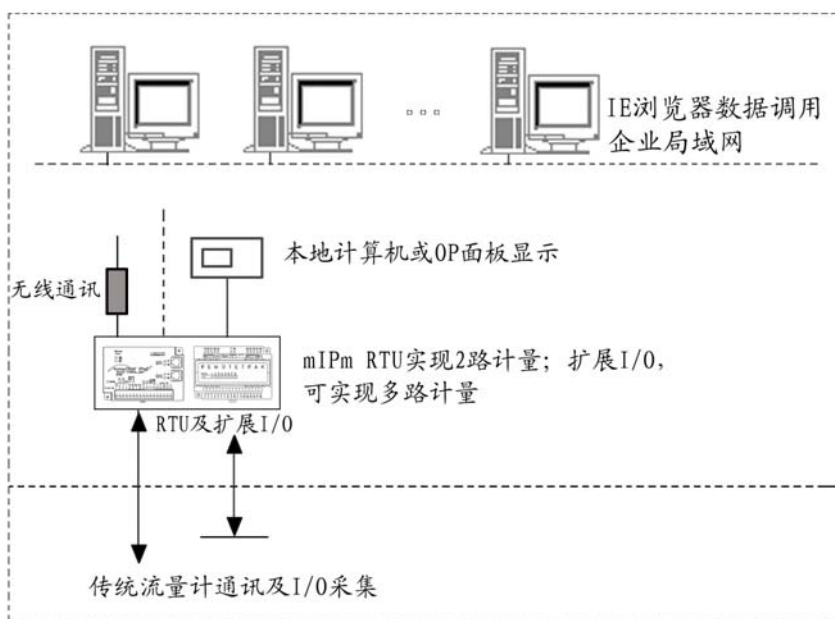 IE浏览器数据调用
企业局域网
本地计算机或OP面板显示
无线通讯
mIPm RTU实现2路计量；扩展I/O，
可实现多路计量
RTU及扩展I/O
传统流量计通讯及I/O采集